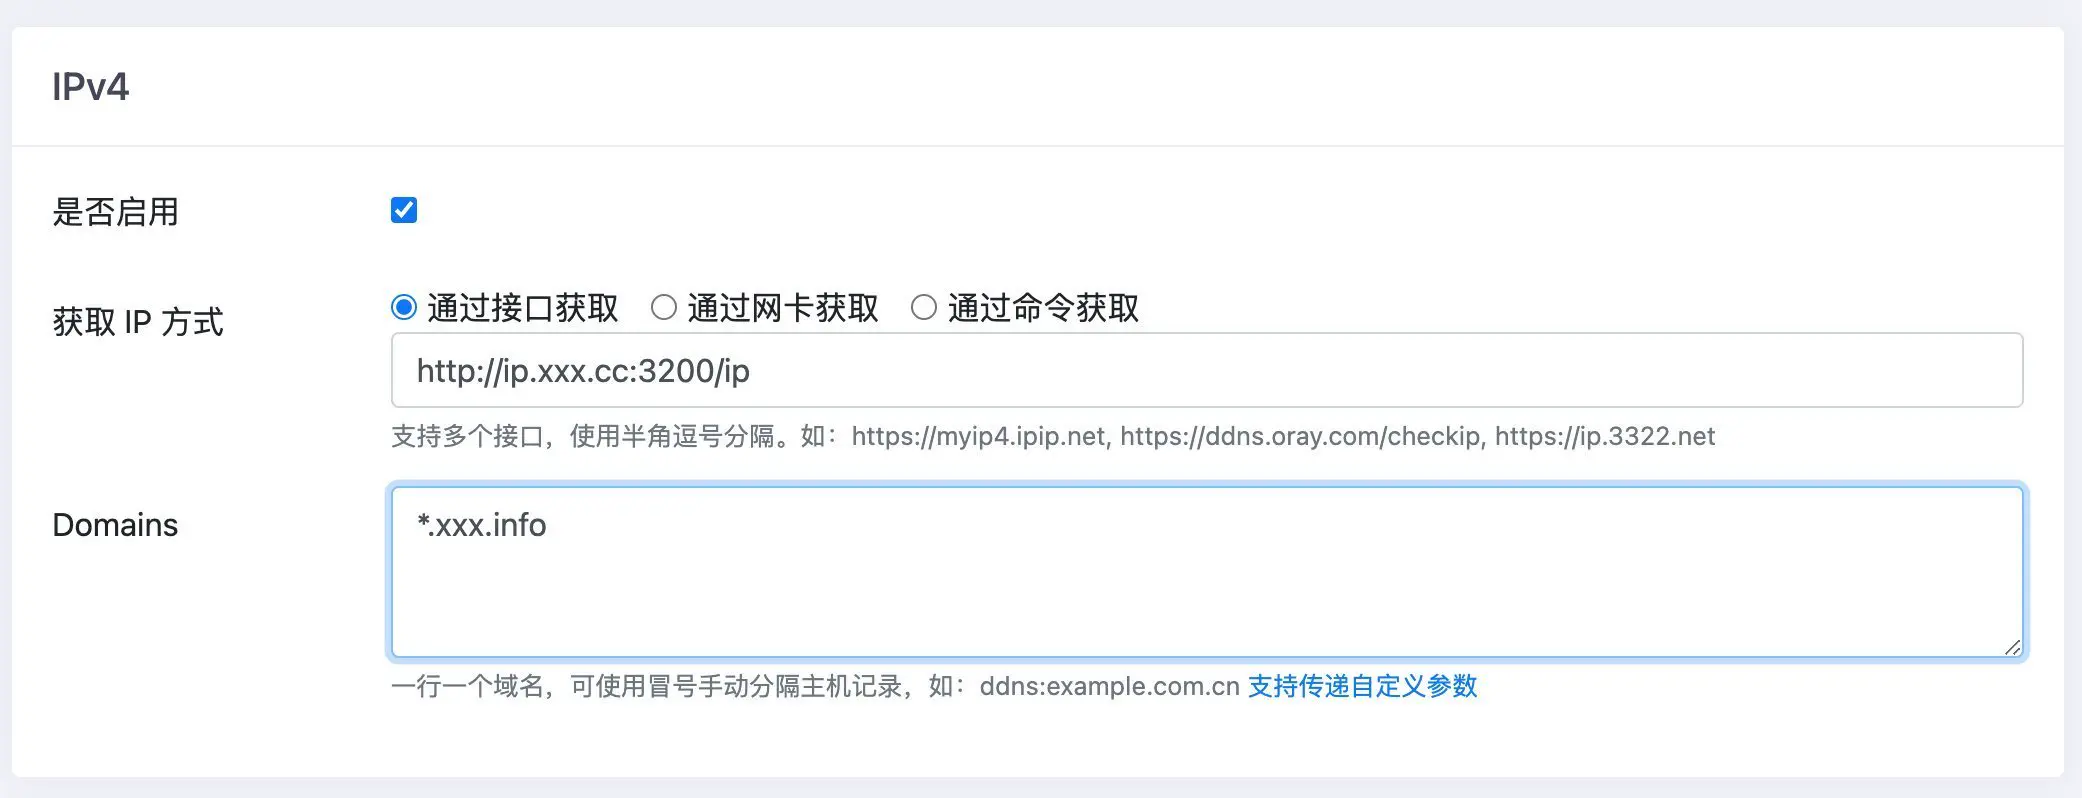 IPv4
是否启用
获取 IP 方式
通过接口获取 通过网卡获取 通过命令获取
http://ip.xxx.cc:3200/ip
支持多个接口，使用半角逗号分隔。如：https://myip4.ipip.net, https://ddns.oray.com/checkip, https://ip.3322.net
Domains
*.xxx.info
一行一个域名，可使用冒号手动分隔主机记录，如：ddns:example.com.cn 支持传递自定义参数